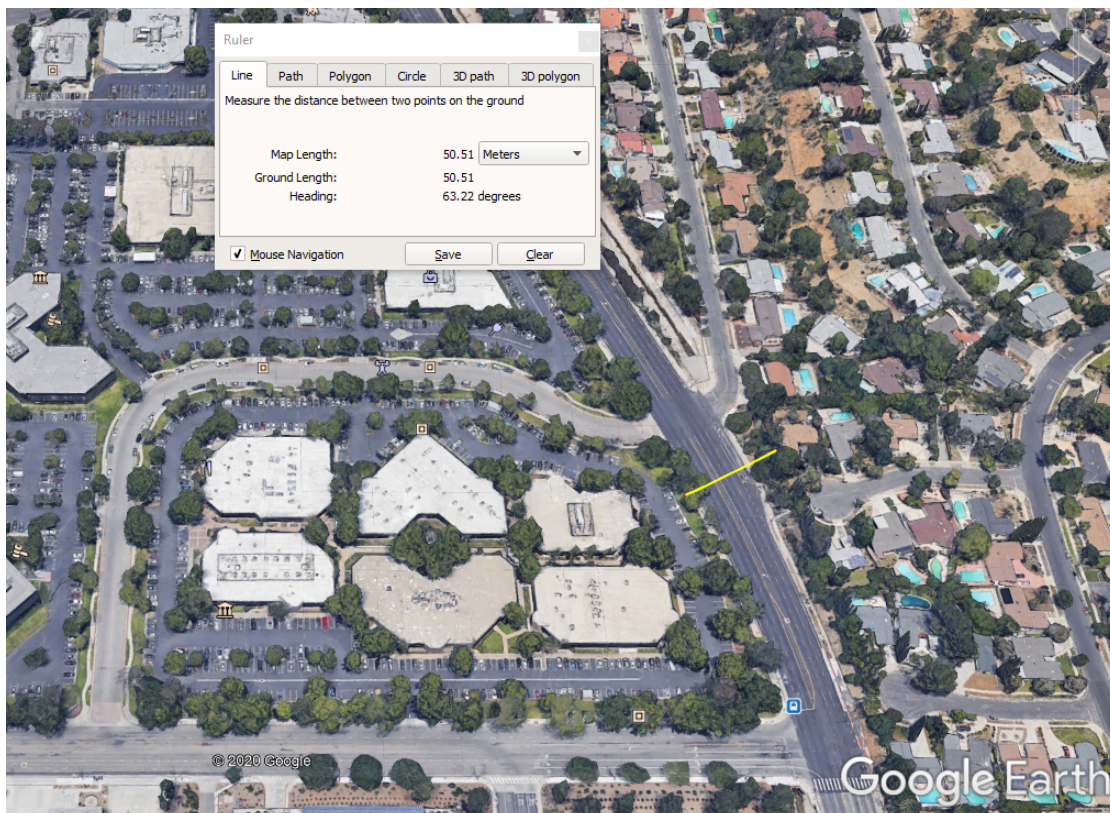 Ruler
Line Path Polygon Circle 3D path 3D polygon
Measure the distance between two points on the ground
Map Length: 50.51 Meters
Ground Length: 50.51
Heading: 63.22 degrees
Mouse Navigation Save Clear
© 2020 Google
Google Earth